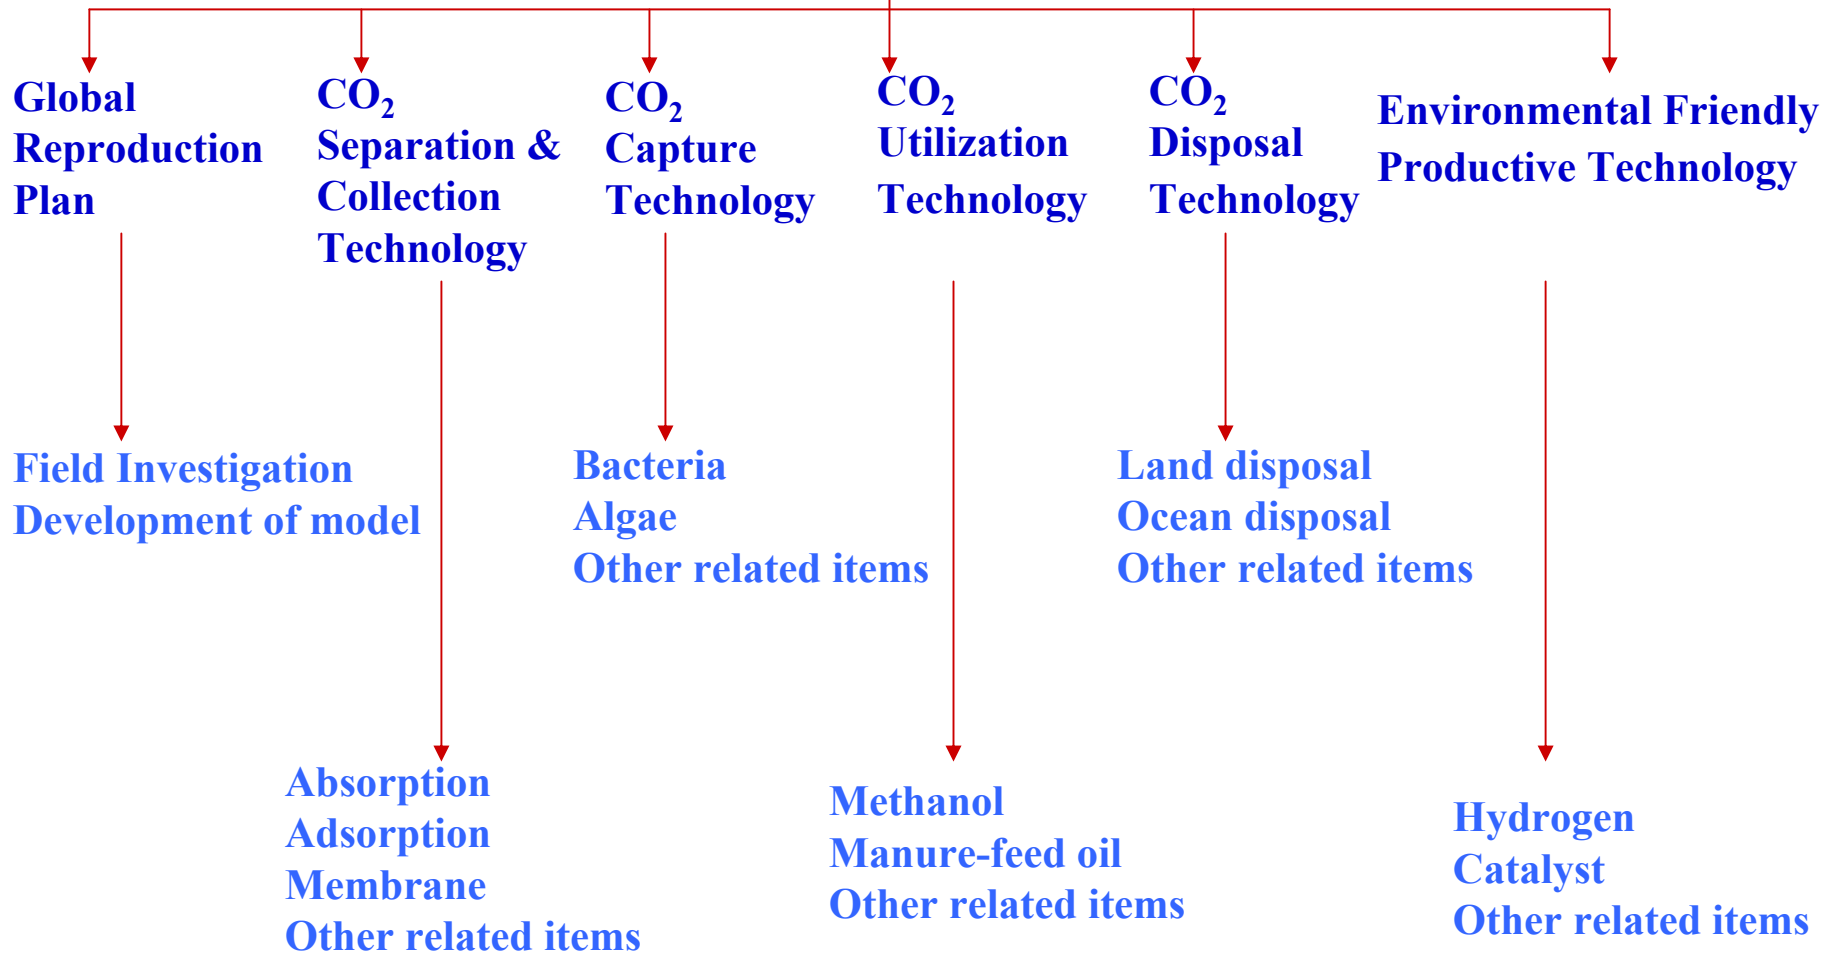 Global
Reproduction
Plan
CO₂
Separation &
Collection
Technology
CO₂
Capture
Technology
CO₂
Utilization
Technology
CO₂
Disposal
Technology
Environmental Friendly
Productive Technology
Field Investigation
Development of model
Bacteria
Algae
Other related items
Land disposal
Ocean disposal
Other related items
Absorption
Adsorption
Membrane
Other related items
Methanol
Manure-feed oil
Other related items
Hydrogen
Catalyst
Other related items